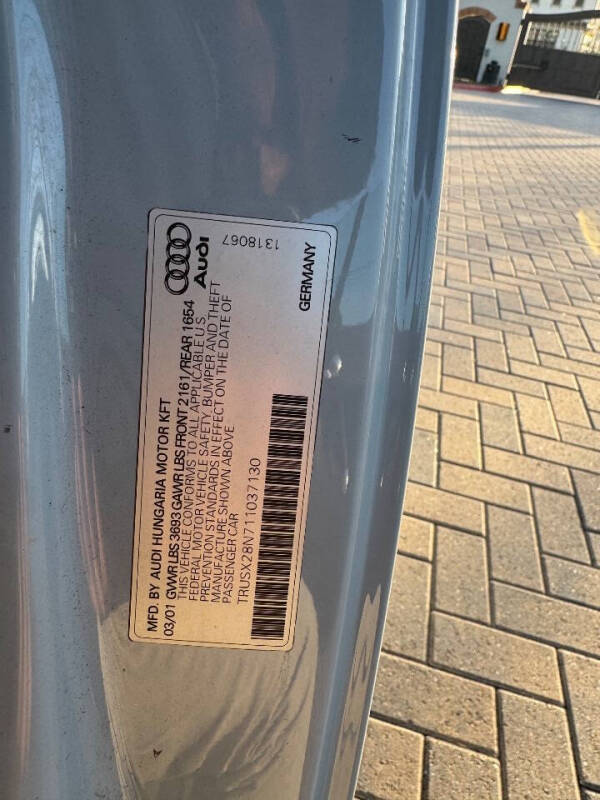 Audi
1318067
GERMANY
MFD. BY AUDI HUNGARIA MOTOR KFT
03/01 GVWR LBS 3693 GAWR LBS FRONT 2161/REAR 1654
THIS VEHICLE CONFORMS TO ALL APPLICABLE U.S
FEDERAL MOTOR VEHICLE SAFETY, BUMPER AND THEFT
PREVENTION STANDARDS IN EFFECT ON THE DATE OF
MANUFACTURE SHOWN ABOVE
PASSENGER CAR
TRUSX28N711037130